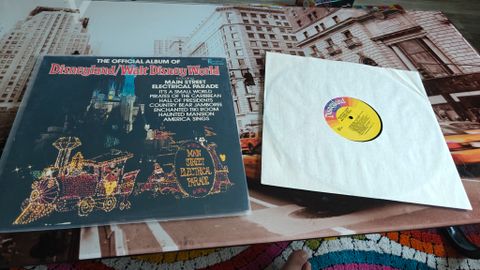 THE OFFICIAL ALBUM OF
Disneyland/Walt Disney World
MAIN STREET
ELECTRICAL PARADE
IT'S A SMALL WORLD
PIRATES OF THE CARIBBEAN
HALL OF PRESIDENTS
COUNTRY BEAR JAMBOREE
ENCHANTED TIKI ROOM
HAUNTED MANSION
AMERICA SINGS
MAIN
STREET
ELECTRICAL
PARADE
Disneyland